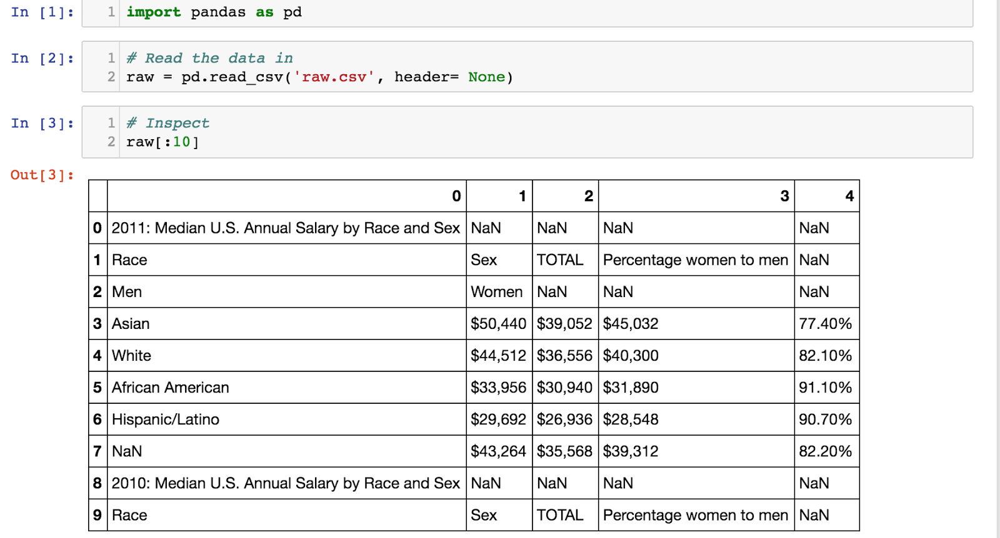 In [1]: 1 import pandas as pd
In [2]: 1 # Read the data in
2 raw = pd.read_csv('raw.csv', header= None)
In [3]: 1 # Inspect
2 raw[:10]
Out[3]:
0 1 2 3 4
0 2011: Median U.S. Annual Salary by Race and Sex NaN NaN NaN NaN
1 Race Sex TOTAL Percentage women to men NaN
2 Men Women NaN NaN NaN
3 Asian $50,440 $39,052 $45,032 77.40%
4 White $44,512 $36,556 $40,300 82.10%
5 African American $33,956 $30,940 $31,890 91.10%
6 Hispanic/Latino $29,692 $26,936 $28,548 90.70%
7 NaN $43,264 $35,568 $39,312 82.20%
8 2010: Median U.S. Annual Salary by Race and Sex NaN NaN NaN NaN
9 Race Sex TOTAL Percentage women to men NaN